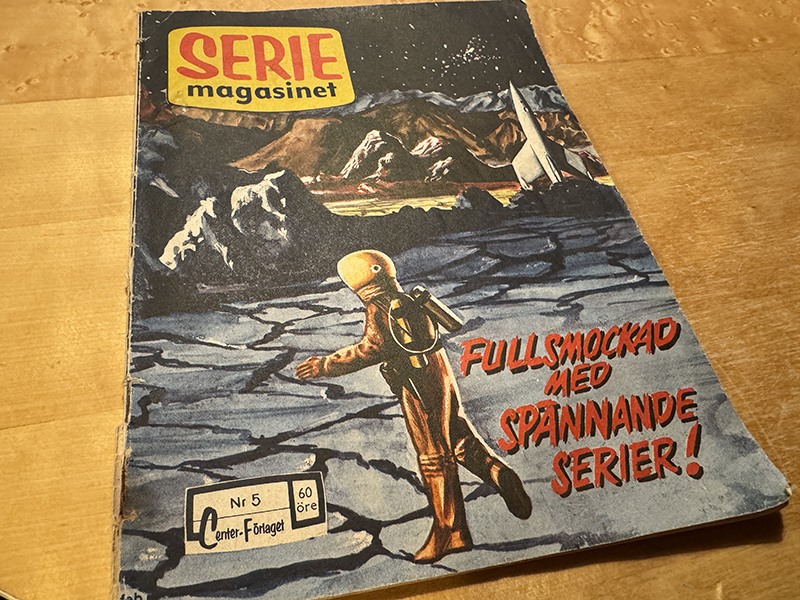 SERIE
magasinet
FULLSMOCKAD
MED
SPÄNNANDE
SERIER!
Nr 5
60
öre
Center-Förlaget